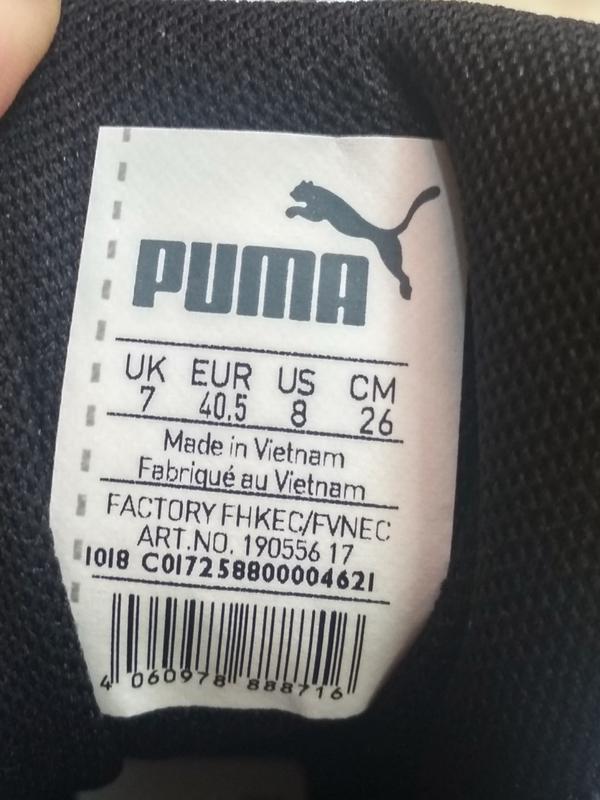 PUMA
UK EUR US CM
7 40.5 8 26
Made in Vietnam
Fabriqué au Vietnam
FACTORY FHKEC/FVNEC
ART.NO. 190556 17
1018 C017258800004621
4 060978 888716